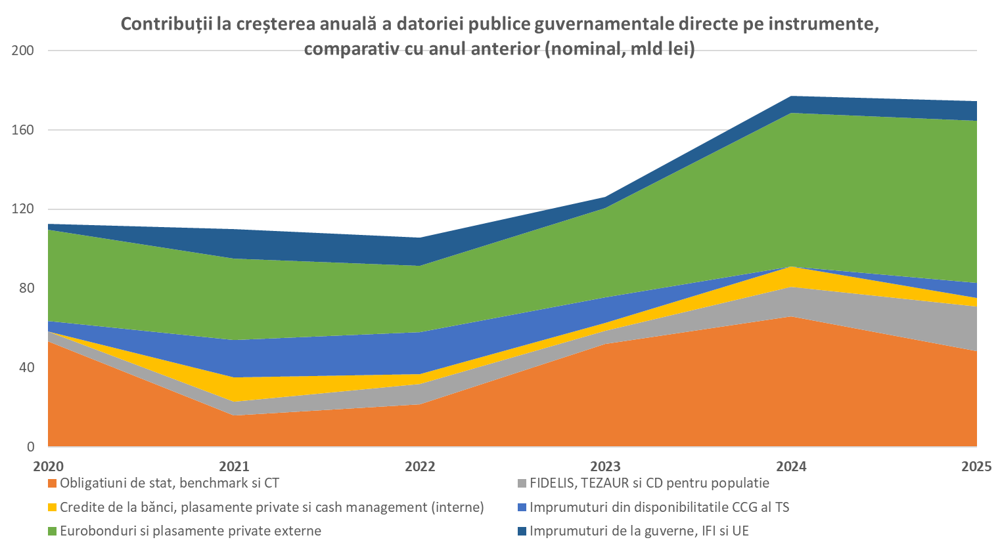 Contribuții la creșterea anuală a datoriei publice guvernamentale directe pe instrumente,
comparativ cu anul anterior (nominal, mld lei)
200
160
120
80
40
0
2020 2021 2022 2023 2024 2025
Obligatiuni de stat, benchmark si CT
FIDELIS, TEZAUR si CD pentru populatie
Credite de la bănci, plasamente private si cash management (interne)
Imprumuturi din disponibilitatile CCG al TS
Eurobonduri si plasamente private externe
Imprumuturi de la guverne, IFI si UE